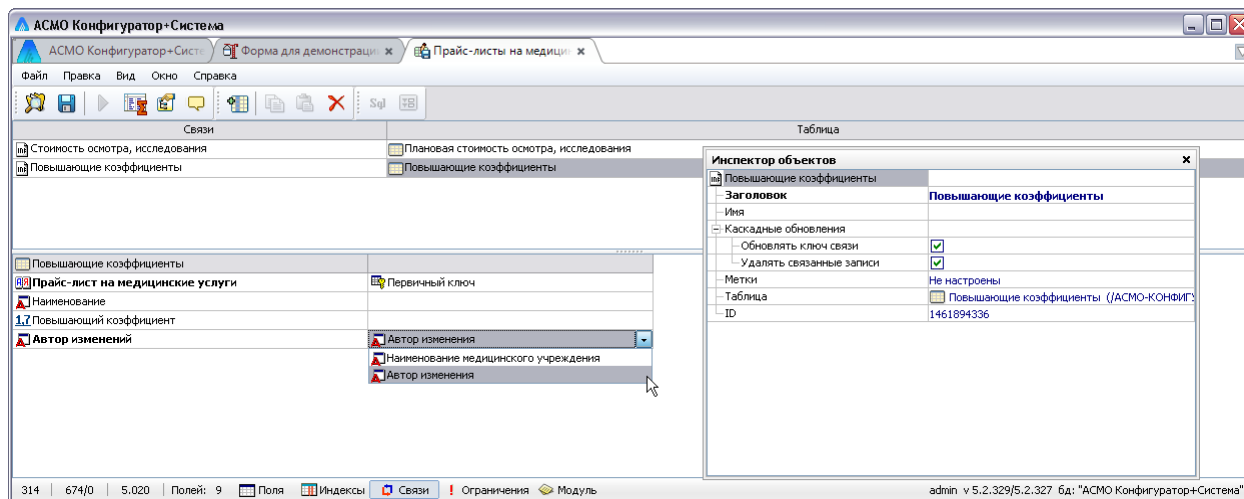 АСМО Конфигуратор+Система
АСМО Конфигуратор+Систе
Форма для демонстраци
Прайс-листы на медицин
Файл Правка Вид Окно Справка
Sql
Связи Таблица
Стоимость осмотра, исследования Плановая стоимость осмотра, исследования
Повышающие коэффициенты Повышающие коэффициенты
Инспектор объектов
Повышающие коэффициенты
Заголовок Повышающие коэффициенты
Имя
Каскадные обновления
Обновлять ключ связи
Удалять связанные записи
Метки Не настроены
Таблица Повышающие коэффициенты (/АСМО-КОНФИГУ
ID 1461894336
Повышающие коэффициенты
Прайс-лист на медицинские услуги Первичный ключ
Наименование
1,7 Повышающий коэффициент
Автор изменений Автор изменения
Наименование медицинского учреждения
Автор изменения
314 674/0 5.020 Полей: 9 Поля Индексы Связи Ограничения Модуль admin v 5.2.329/5.2.327 бд: "АСМО Конфигуратор+Система"